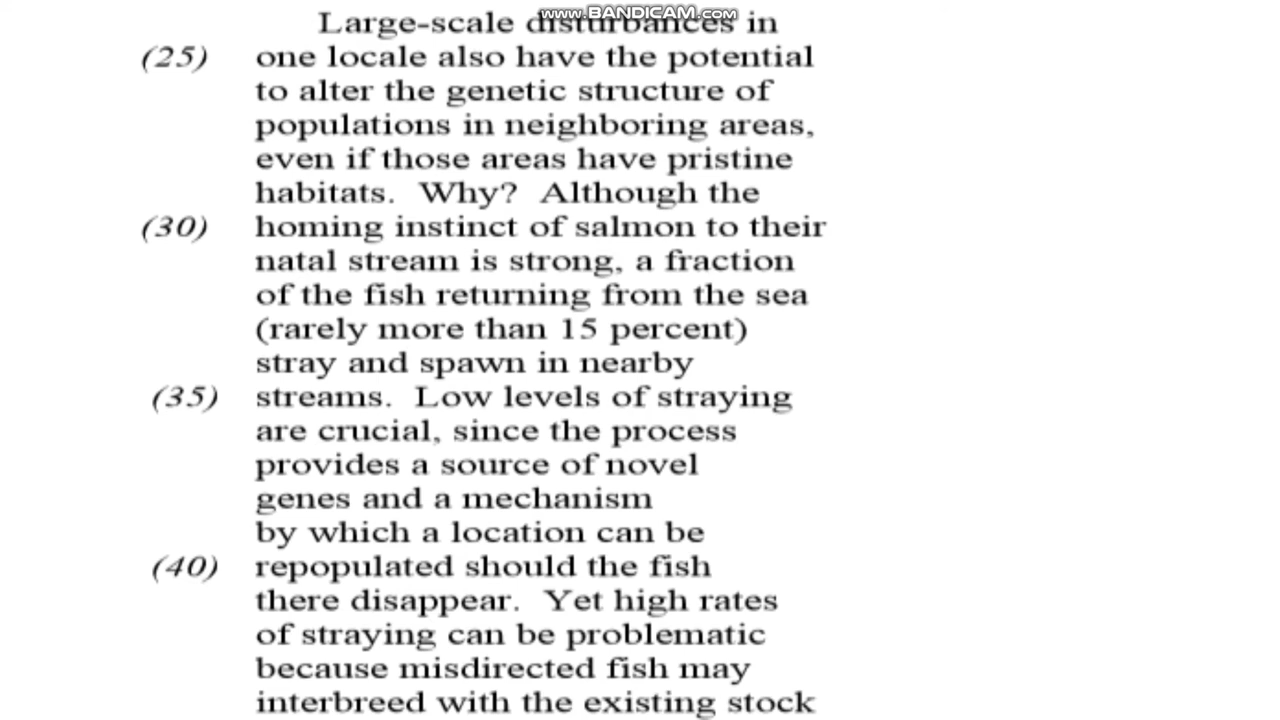 www.BANDICAM.com
Large-scale disturbances in
(25) one locale also have the potential
to alter the genetic structure of
populations in neighboring areas,
even if those areas have pristine
habitats. Why? Although the
(30) homing instinct of salmon to their
natal stream is strong, a fraction
of the fish returning from the sea
(rarely more than 15 percent)
stray and spawn in nearby
(35) streams. Low levels of straying
are crucial, since the process
provides a source of novel
genes and a mechanism
by which a location can be
(40) repopulated should the fish
there disappear. Yet high rates
of straying can be problematic
because misdirected fish may
interbreed with the existing stock